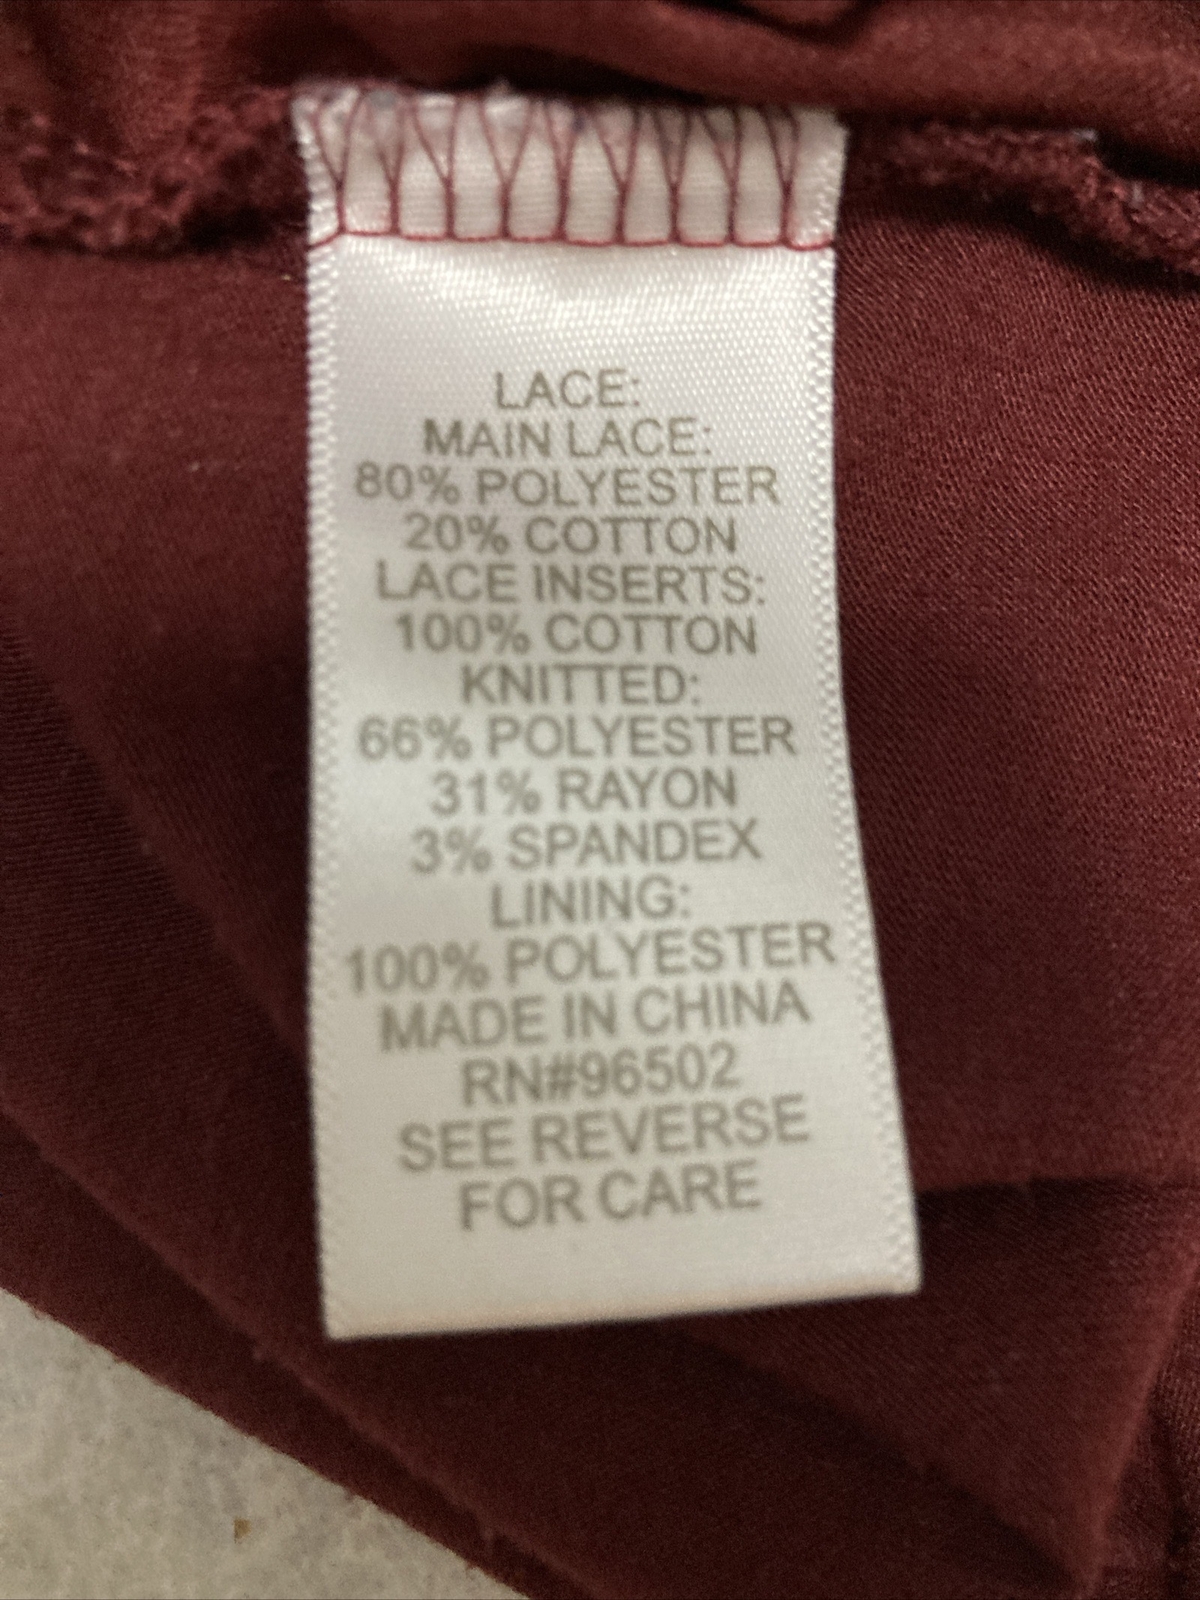 LACE:
MAIN LACE:
80% POLYESTER
20% COTTON
LACE INSERTS:
100% COTTON
KNITTED:
66% POLYESTER
31% RAYON
3% SPANDEX
LINING:
100% POLYESTER
MADE IN CHINA
RN#96502
SEE REVERSE
FOR CARE